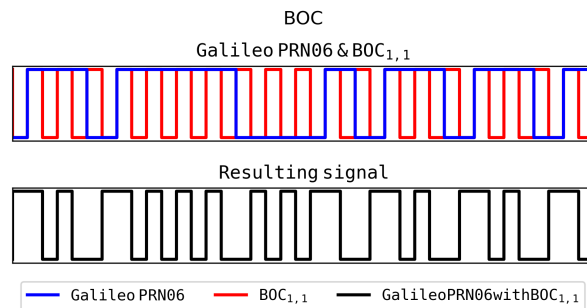 BOC
Galileo PRN06 & BOC₁,₁
Resulting signal
Galileo PRN06 BOC₁,₁ GalileoPRN06withBOC₁,₁